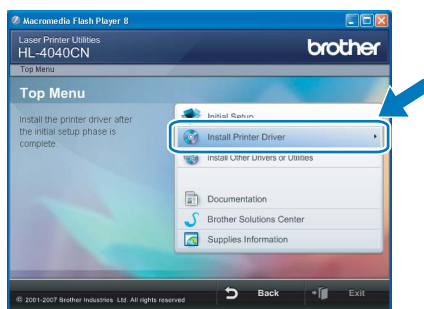 Macromedia Flash Player 8
Laser Printer Utilities
HL-4040CN
brother
Top Menu
Top Menu
Install the printer driver after
the initial setup phase is
complete.
Initial Setup
Install Printer Driver
Install Other Drivers or Utilities
Documentation
Brother Solutions Center
Supplies Information
© 2001-2007 Brother Industries Ltd. All rights reserved
Back
Exit